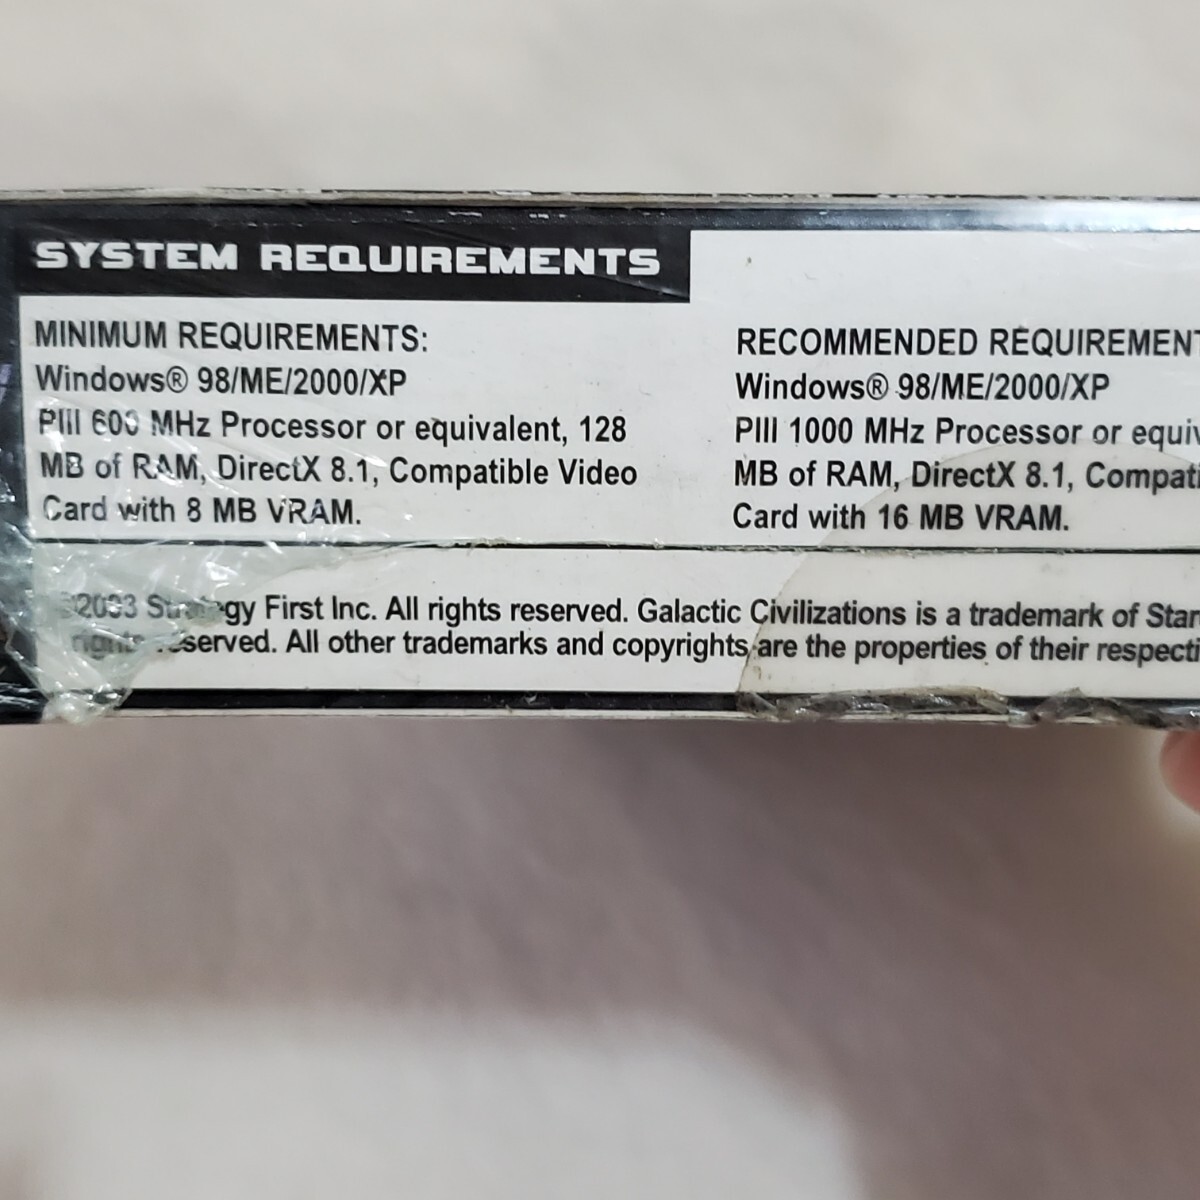 SYSTEM REQUIREMENTS
MINIMUM REQUIREMENTS:
Windows® 98/ME/2000/XP
PIII 600 MHz Processor or equivalent, 128
MB of RAM, DirectX 8.1, Compatible Video
Card with 8 MB VRAM.
RECOMMENDED REQUIREMENT
Windows® 98/ME/2000/XP
PIII 1000 MHz Processor or equiv
MB of RAM, DirectX 8.1, Compati
Card with 16 MB VRAM.
©2003 Strategy First Inc. All rights reserved. Galactic Civilizations is a trademark of Star
rights reserved. All other trademarks and copyrights are the properties of their respecti